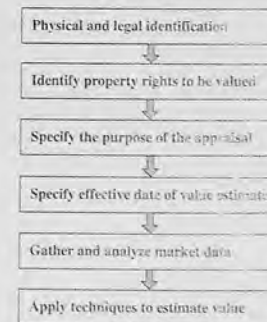 Physical and legal identification
Identify property rights to be valued
Specify the purpose of the appraisal
Specify effective date of value estimate
Gather and analyze market data
Apply techniques to estimate value